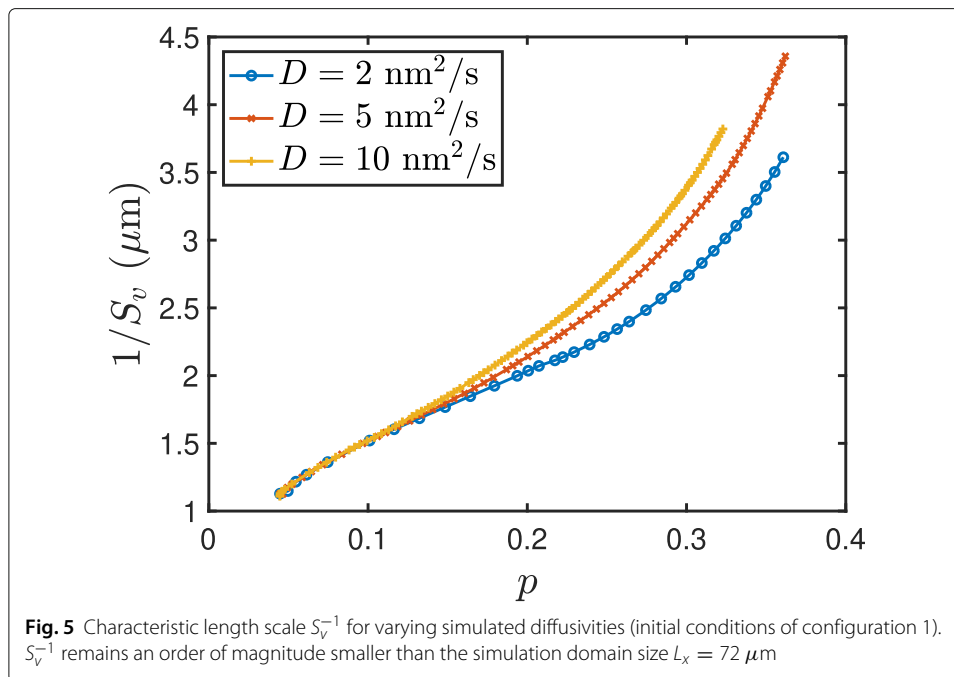 4.5
4
3.5
3
2.5
2
1.5
1
0 0.1 0.2 0.3 0.4
1/S_v (μm)
p
D = 2 nm²/s
D = 5 nm²/s
D = 10 nm²/s
Fig. 5 Characteristic length scale S_v^{−1} for varying simulated diffusivities (initial conditions of configuration 1).
S_v^{−1} remains an order of magnitude smaller than the simulation domain size L_x = 72 μm